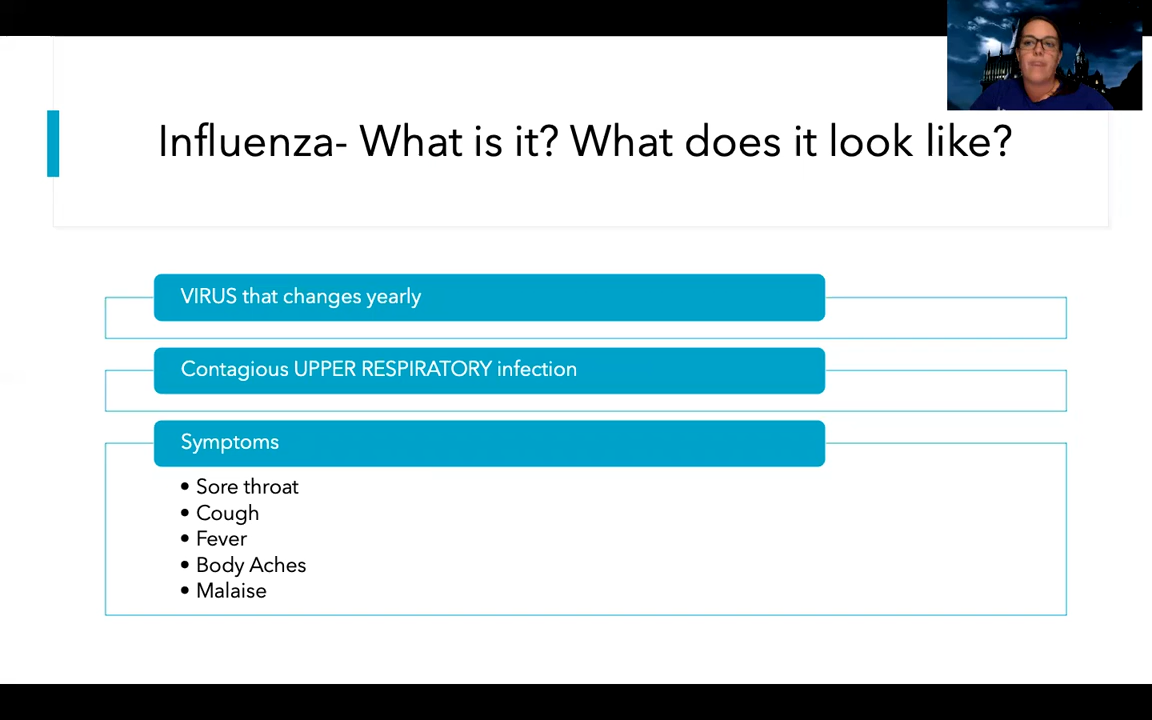 Influenza- What is it? What does it look like?
VIRUS that changes yearly
Contagious UPPER RESPIRATORY infection
Symptoms
• Sore throat
• Cough
• Fever
• Body Aches
• Malaise